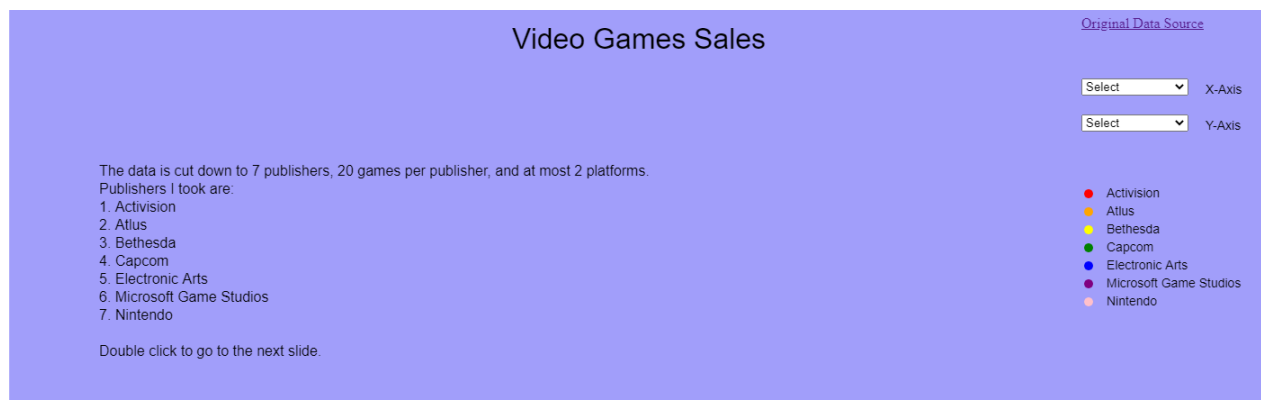 Video Games Sales
Original Data Source
Select X-Axis
Select Y-Axis
The data is cut down to 7 publishers, 20 games per publisher, and at most 2 platforms.
Publishers I took are:
1. Activision
2. Atlus
3. Bethesda
4. Capcom
5. Electronic Arts
6. Microsoft Game Studios
7. Nintendo
Double click to go to the next slide.
Activision
Atlus
Bethesda
Capcom
Electronic Arts
Microsoft Game Studios
Nintendo